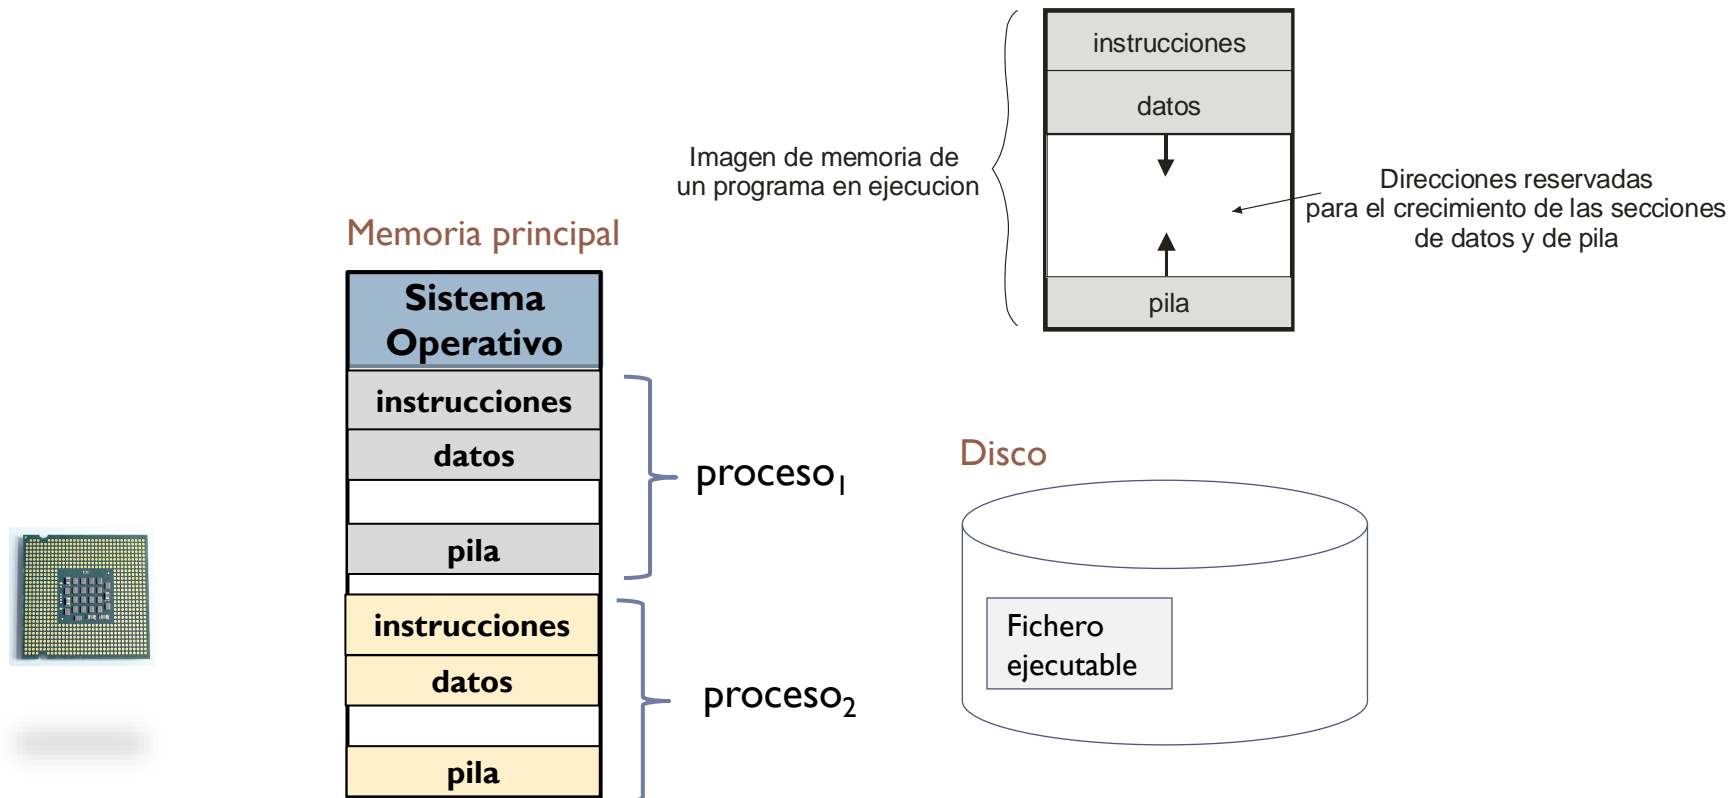 instrucciones
datos
Imagen de memoria de
un programa en ejecucion
Direcciones reservadas
para el crecimiento de las secciones
de datos y de pila
pila
Memoria principal
Sistema
Operativo
instrucciones
datos
pila
proceso1
instrucciones
datos
pila
proceso2
Disco
Fichero
ejecutable